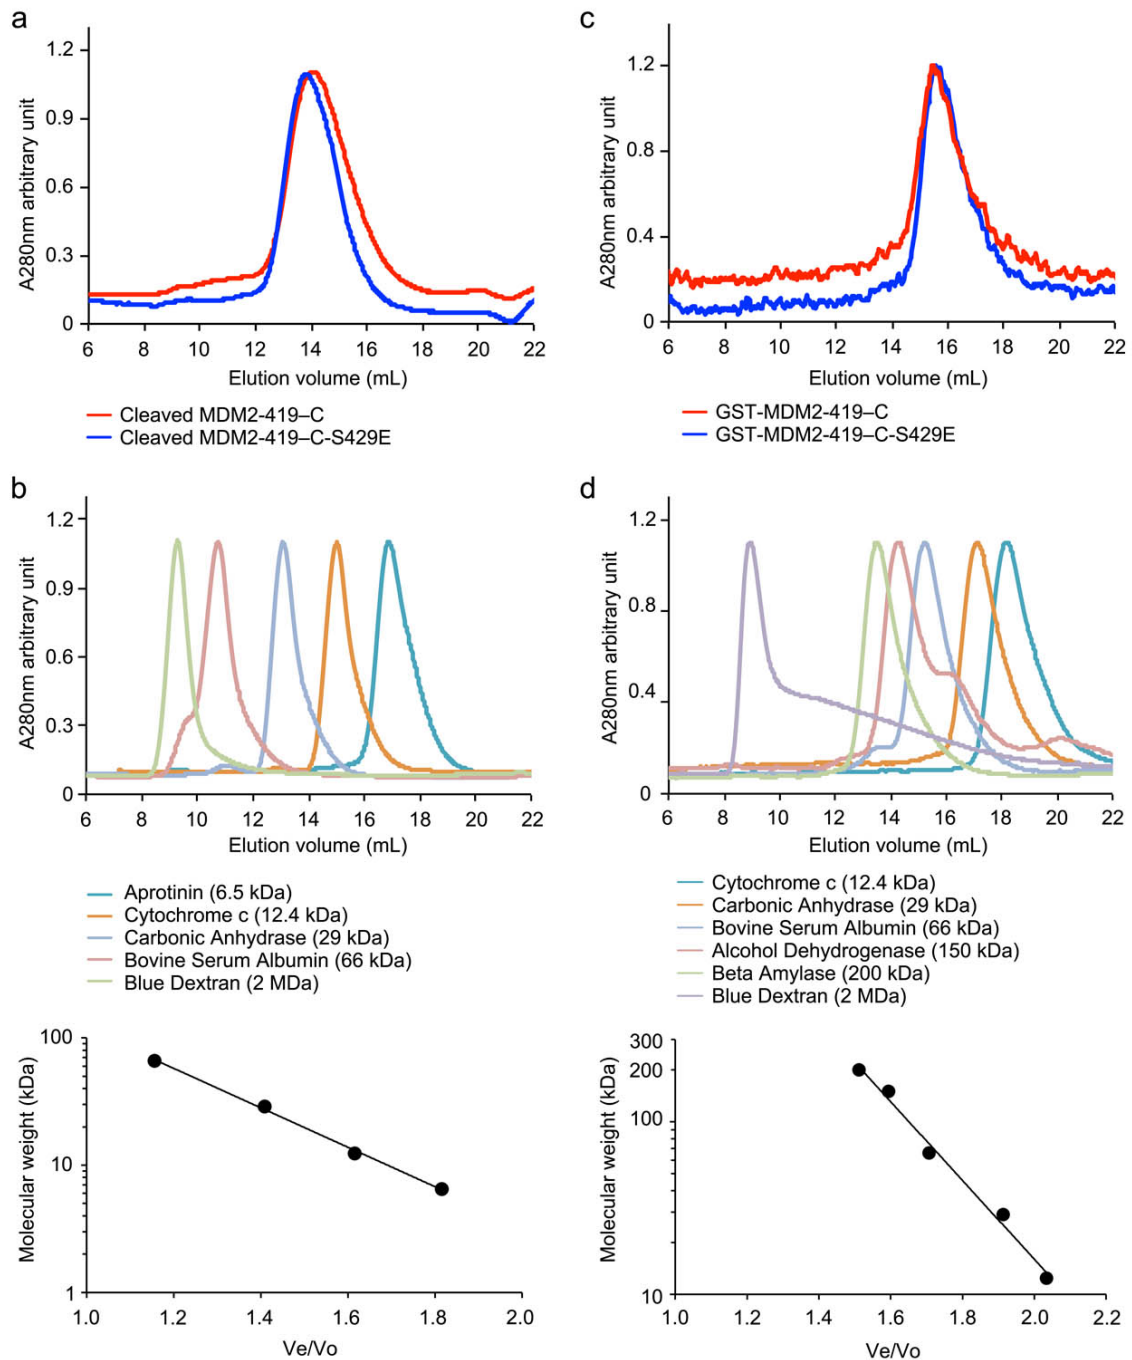 a
1.2
0.9
0.6
0.3
0
A280nm arbitrary unit
6 8 10 12 14 16 18 20 22
Elution volume (mL)
Cleaved MDM2-419–C
Cleaved MDM2-419–C-S429E
c
1.2
0.8
0.4
0
A280nm arbitrary unit
6 8 10 12 14 16 18 20 22
Elution volume (mL)
GST-MDM2-419–C
GST-MDM2-419–C-S429E
b
1.2
0.9
0.6
0.3
0
A280nm arbitrary unit
6 8 10 12 14 16 18 20 22
Elution volume (mL)
Aprotinin (6.5 kDa)
Cytochrome c (12.4 kDa)
Carbonic Anhydrase (29 kDa)
Bovine Serum Albumin (66 kDa)
Blue Dextran (2 MDa)
100
10
1
Molecular weight (kDa)
1.0 1.2 1.4 1.6 1.8 2.0
Ve/Vo
d
1.2
0.8
0.4
0
A280nm arbitrary unit
6 8 10 12 14 16 18 20 22
Elution volume (mL)
Cytochrome c (12.4 kDa)
Carbonic Anhydrase (29 kDa)
Bovine Serum Albumin (66 kDa)
Alcohol Dehydrogenase (150 kDa)
Beta Amylase (200 kDa)
Blue Dextran (2 MDa)
300
200
100
10
Molecular weight (kDa)
1.0 1.2 1.4 1.6 1.8 2.0 2.2
Ve/Vo